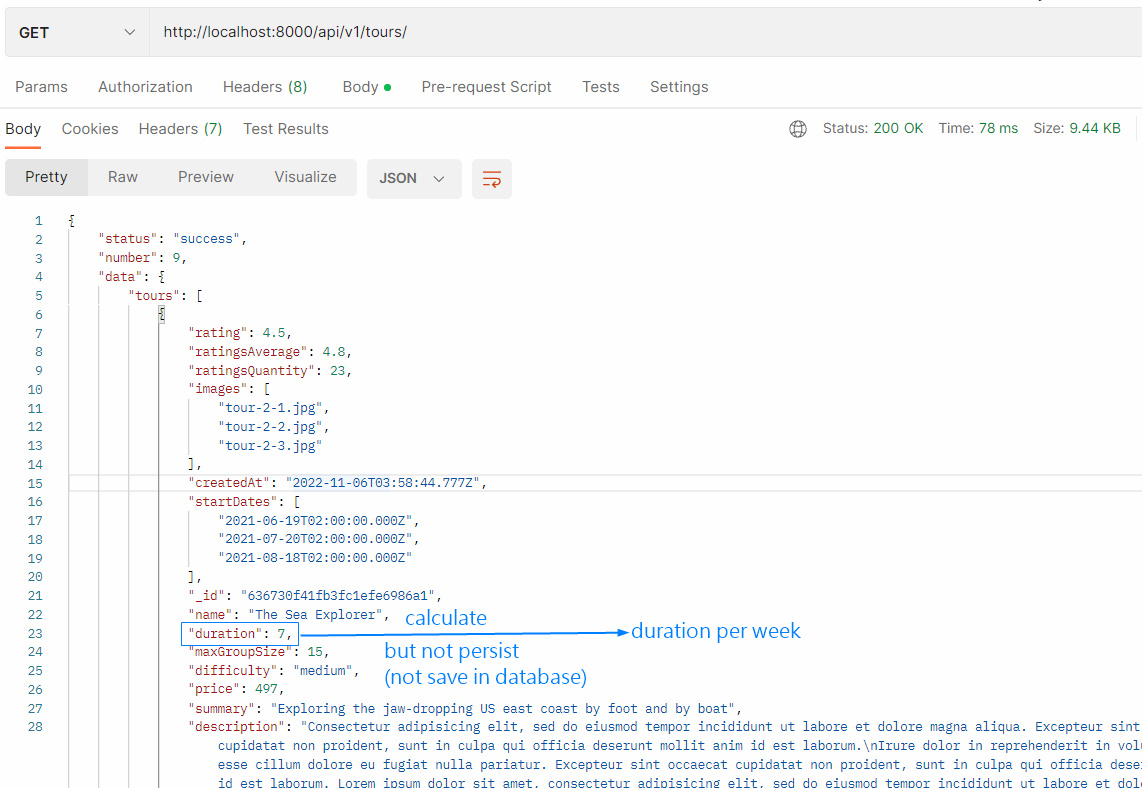 GET http://localhost:8000/api/v1/tours/
Params Authorization Headers (8) Body Pre-request Script Tests Settings
Body Cookies Headers (7) Test Results Status: 200 OK Time: 78 ms Size: 9.44 KB
Pretty Raw Preview Visualize JSON
1 {
2 "status": "success",
3 "number": 9,
4 "data": {
5 "tours": [
6 {
7 "rating": 4.5,
8 "ratingsAverage": 4.8,
9 "ratingsQuantity": 23,
10 "images": [
11 "tour-2-1.jpg",
12 "tour-2-2.jpg",
13 "tour-2-3.jpg"
14 ],
15 "createdAt": "2022-11-06T03:58:44.777Z",
16 "startDates": [
17 "2021-06-19T02:00:00.000Z",
18 "2021-07-20T02:00:00.000Z",
19 "2021-08-18T02:00:00.000Z"
20 ],
21 "_id": "636730f41fb3fc1efe6986a1",
22 "name": "The Sea Explorer",
calculate
23 "duration": 7,
duration per week
24 "maxGroupSize": 15,
but not persist
25 "difficulty": "medium",
(not save in database)
26 "price": 497,
27 "summary": "Exploring the jaw-dropping US east coast by foot and by boat",
28 "description": "Consectetur adipisicing elit, sed do eiusmod tempor incididunt ut labore et dolore magna aliqua. Excepteur sint
cupidatat non proident, sunt in culpa qui officia deserunt mollit anim id est laborum.\nIrure dolor in reprehenderit in volu
esse cillum dolore eu fugiat nulla pariatur. Excepteur sint occaecat cupidatat non proident, sunt in culpa qui officia dese
id est laborum. Lorem ipsum dolor sit amet, consectetur adipisicing elit, sed do eiusmod tempor incididunt ut labore et dol